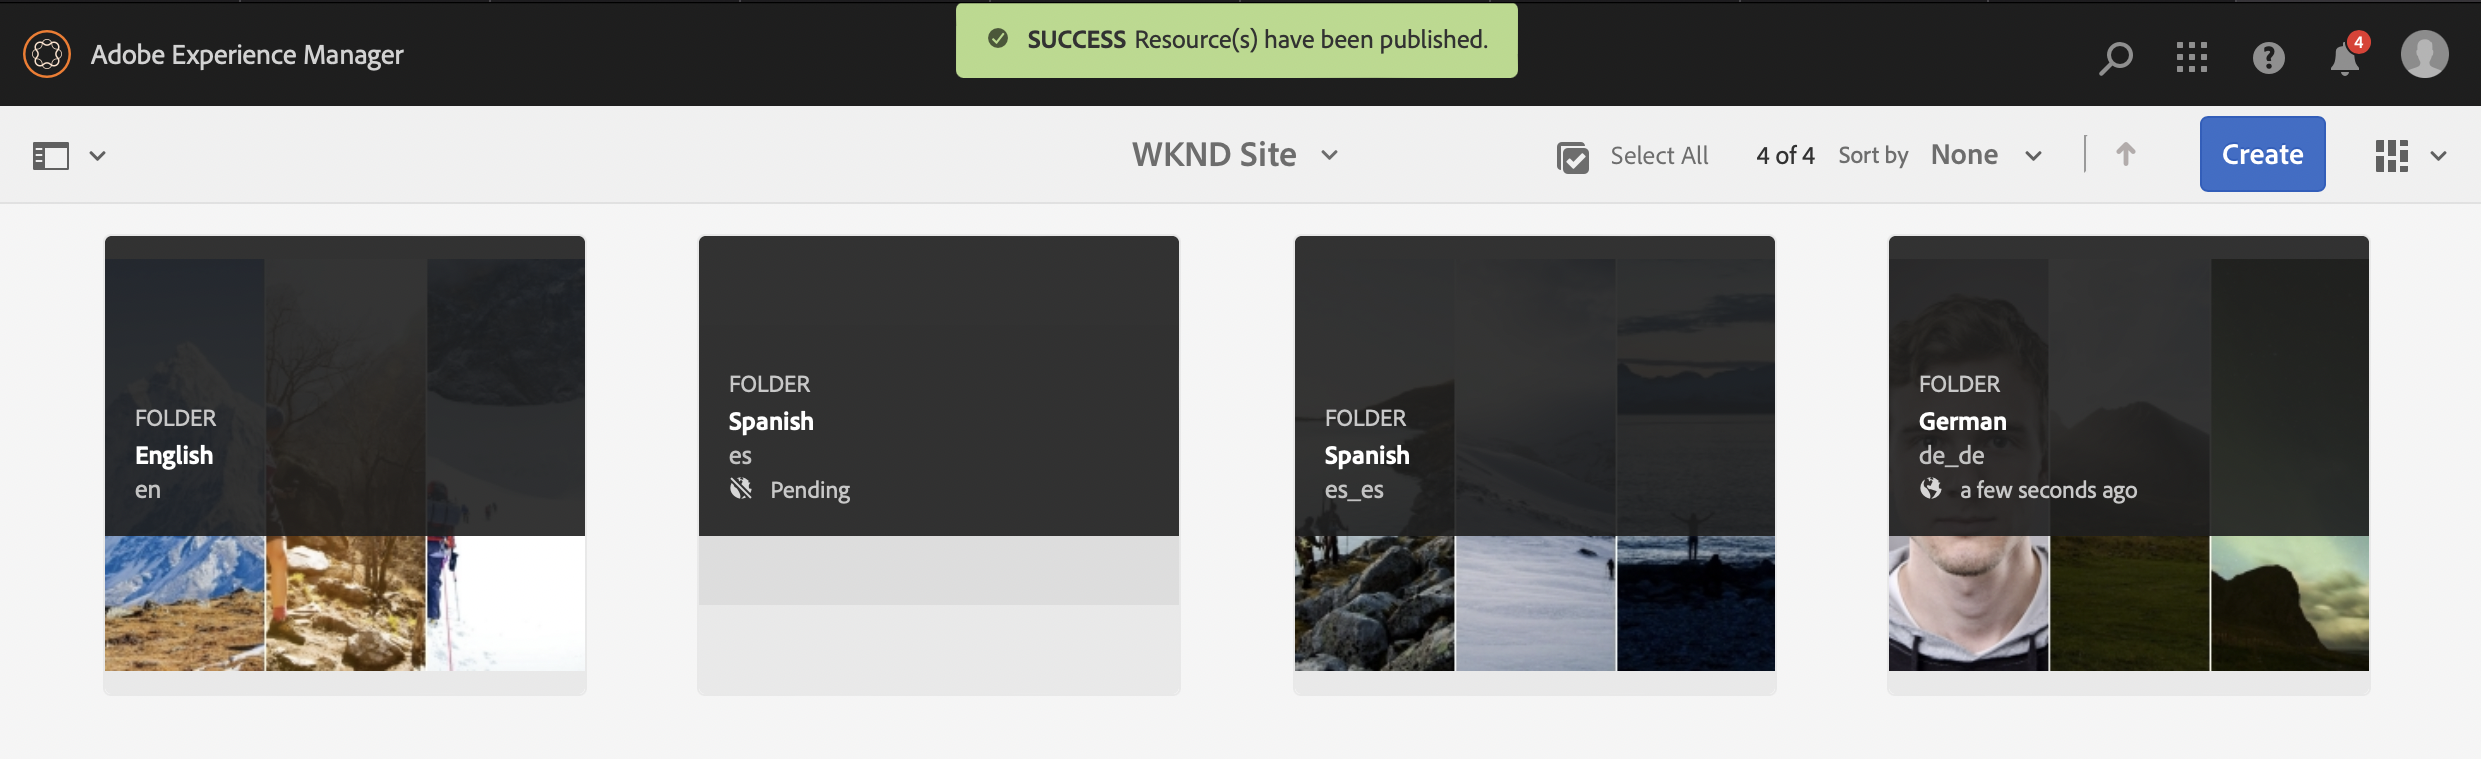 Adobe Experience Manager
SUCCESS Resource(s) have been published.
4
WKND Site
Select All
4 of 4
Sort by
None
Create
FOLDER
English
en
FOLDER
Spanish
es
Pending
FOLDER
Spanish
es_es
FOLDER
German
de_de
a few seconds ago